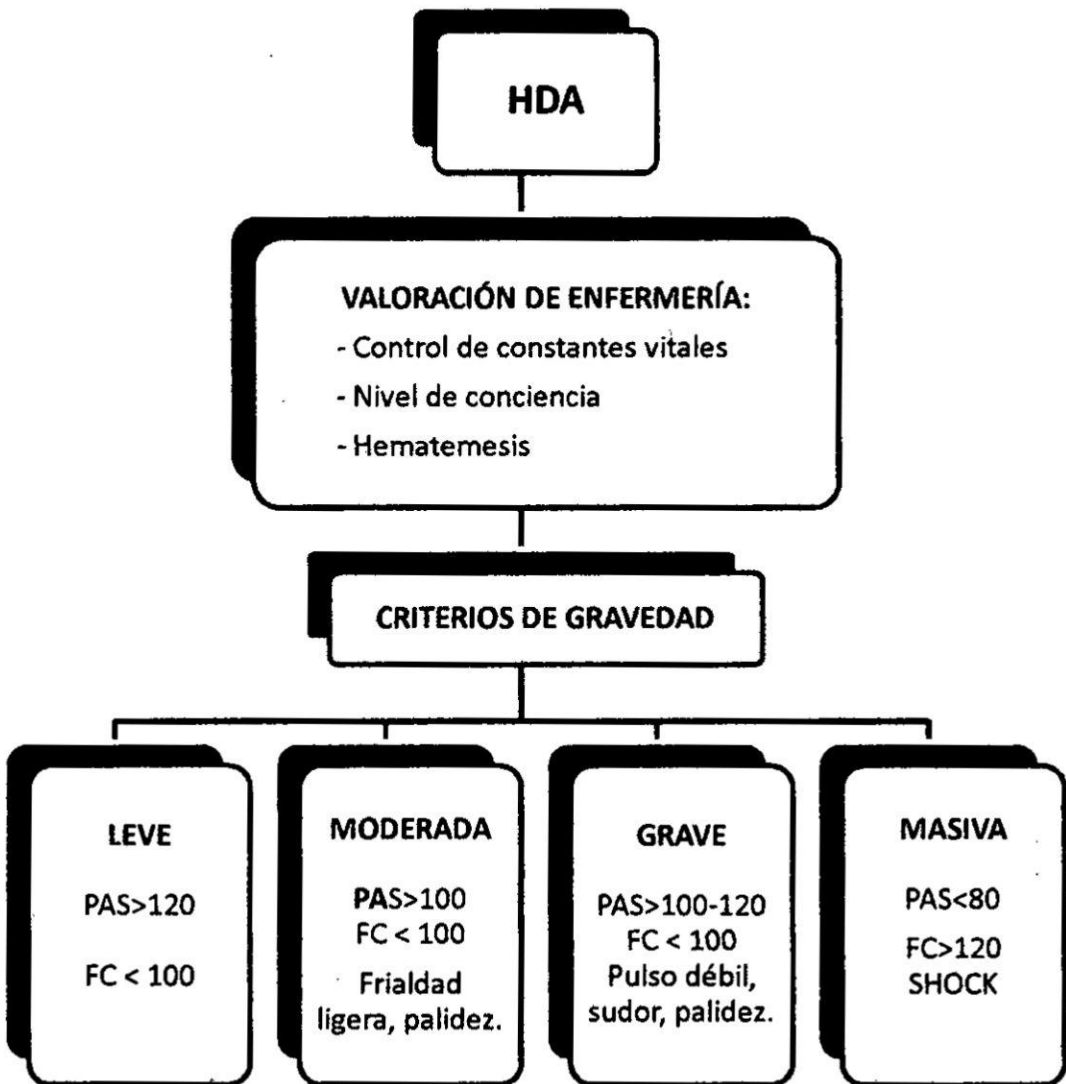 HDA
VALORACIÓN DE ENFERMERÍA:
- Control de constantes vitales
- Nivel de conciencia
- Hematemesis
CRITERIOS DE GRAVEDAD
LEVE
PAS>120
FC < 100
MODERADA
PAS>100
FC < 100
Frialdad
ligera, palidez.
GRAVE
PAS>100-120
FC < 100
Pulso débil,
sudor, palidez.
MASIVA
PAS<80
FC>120
SHOCK